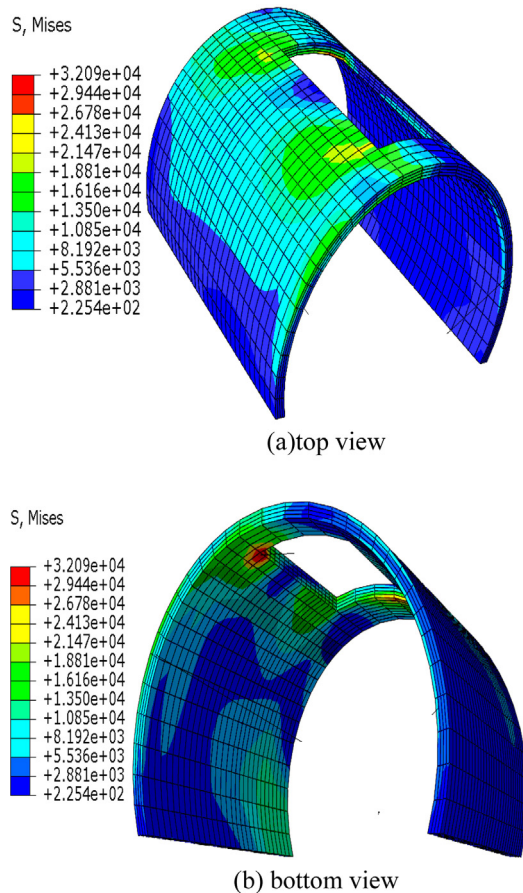 S, Mises
+3.209e+04
+2.944e+04
+2.678e+04
+2.413e+04
+2.147e+04
+1.881e+04
+1.616e+04
+1.350e+04
+1.085e+04
+8.192e+03
+5.536e+03
+2.881e+03
+2.254e+02
(a)top view
S, Mises
+3.209e+04
+2.944e+04
+2.678e+04
+2.413e+04
+2.147e+04
+1.881e+04
+1.616e+04
+1.350e+04
+1.085e+04
+8.192e+03
+5.536e+03
+2.881e+03
+2.254e+02
(b) bottom view